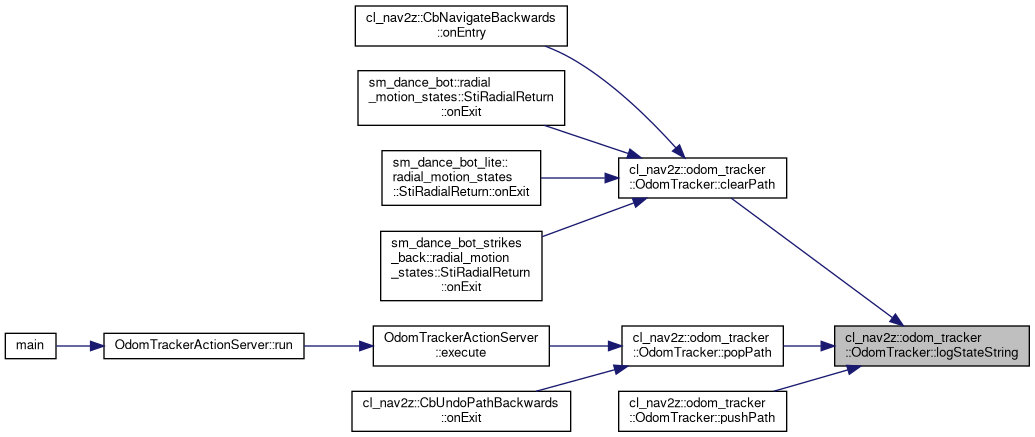 cl_nav2z::CbNavigateBackwards
::onEntry
sm_dance_bot::radial
_motion_states::StiRadialReturn
::onExit
sm_dance_bot_lite::
radial_motion_states
::StiRadialReturn::onExit
sm_dance_bot_strikes
_back::radial_motion
_states::StiRadialReturn
::onExit
cl_nav2z::odom_tracker
::OdomTracker::clearPath
main
OdomTrackerActionServer::run
OdomTrackerActionServer
::execute
cl_nav2z::odom_tracker
::OdomTracker::popPath
cl_nav2z::odom_tracker
::OdomTracker::logStateString
cl_nav2z::CbUndoPathBackwards
::onExit
cl_nav2z::odom_tracker
::OdomTracker::pushPath